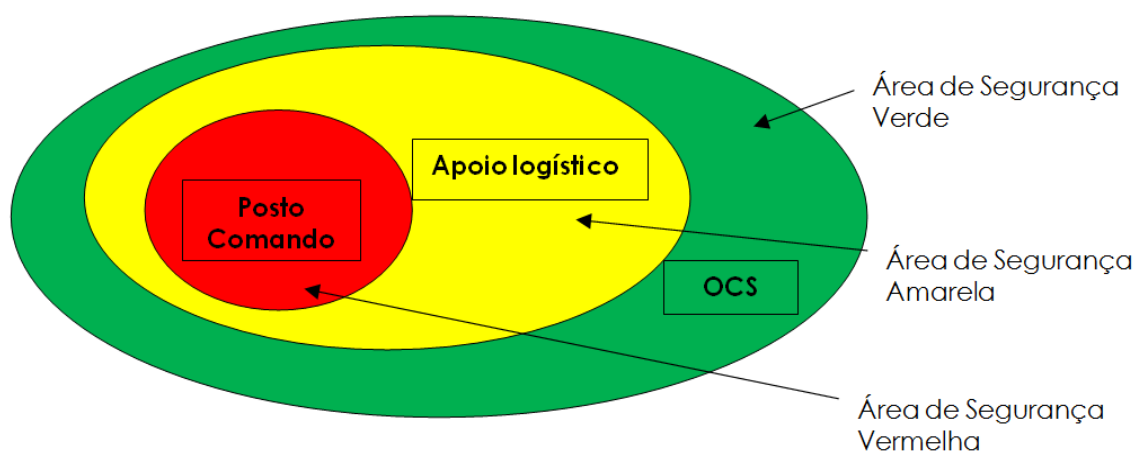 Área de Segurança
Verde
Apoio logístico
Posto
Comando
Área de Segurança
Amarela
OCS
Área de Segurança
Vermelha